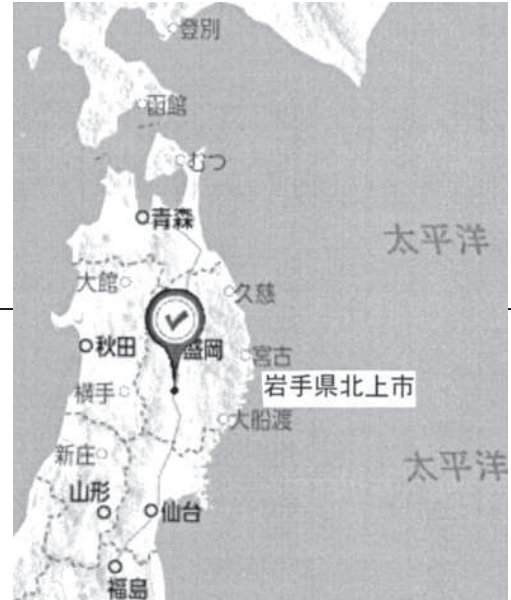 登別
函館
むつ
青森
太平洋
大館
久慈
秋田
盛岡
宮古
岩手県北上市
横手
大船渡
新庄
太平洋
山形
仙台
福島